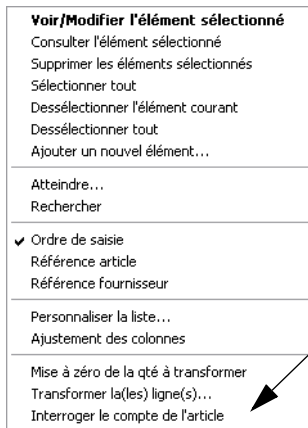 Voir/Modifier l'élément sélectionné
Consulter l'élément sélectionné
Supprimer les éléments sélectionnés
Sélectionner tout
Dessélectionner l'élément courant
Dessélectionner tout
Ajouter un nouvel élément...
Atteindre...
Rechercher
Ordre de saisie
Référence article
Référence fournisseur
Personnaliser la liste...
Ajustement des colonnes
Mise à zéro de la qté à transformer
Transformer la(les) ligne(s)...
Interroger le compte de l'article